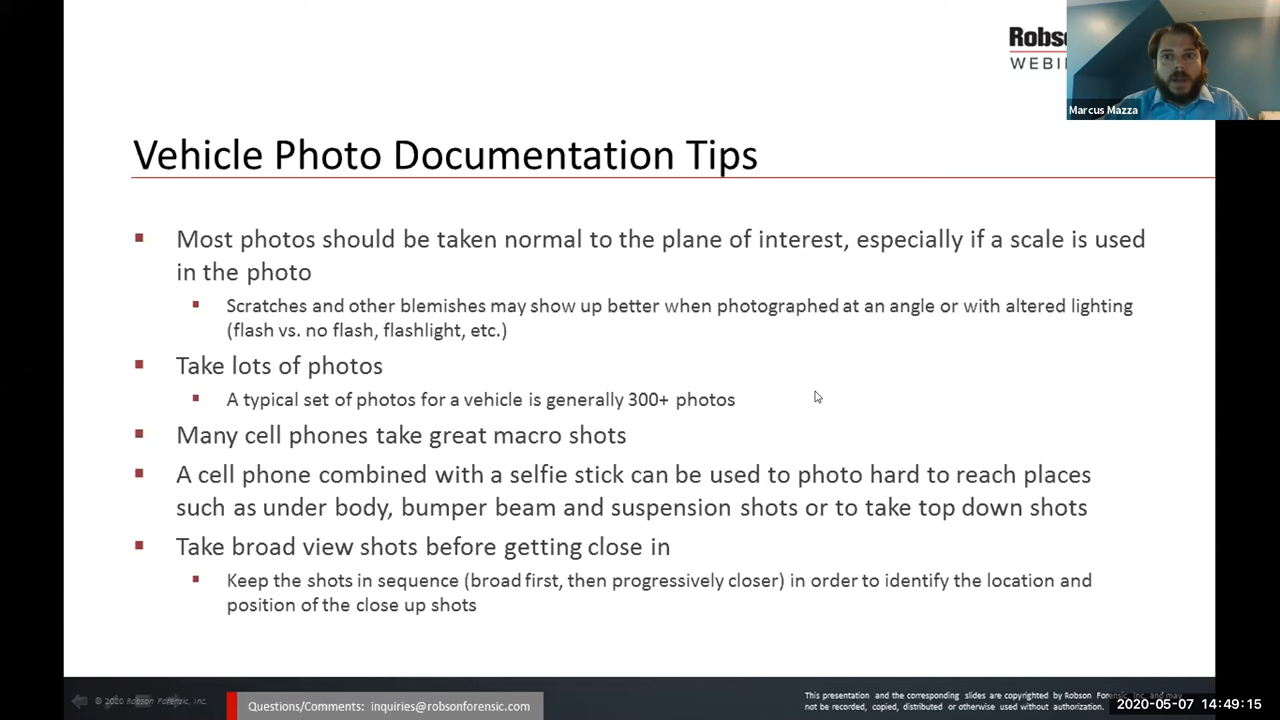 Robs
WEBI
Marcus Mazza
Vehicle Photo Documentation Tips
Most photos should be taken normal to the plane of interest, especially if a scale is used
in the photo
Scratches and other blemishes may show up better when photographed at an angle or with altered lighting
(flash vs. no flash, flashlight, etc.)
Take lots of photos
A typical set of photos for a vehicle is generally 300+ photos
Many cell phones take great macro shots
A cell phone combined with a selfie stick can be used to photo hard to reach places
such as under body, bumper beam and suspension shots or to take top down shots
Take broad view shots before getting close in
Keep the shots in sequence (broad first, then progressively closer) in order to identify the location and
position of the close up shots
© 2020 Robson Forensic, Inc.
Questions/Comments: inquiries@robsonforensic.com
This presentation and the corresponding slides are copyrighted by Robson Forensic, Inc. and may
not be recorded, copied, distributed or otherwise used without authorization.
2020-05-07 14:49:15